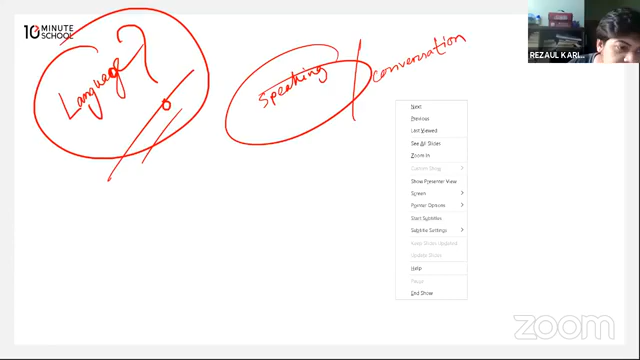 10 MINUTE
SCHOOL
Language?
Speaking
conversation
REZAUL KARI...
Next
Previous
Last Viewed
See All Slides
Zoom In
Custom Show
Show Presenter View
Screen
Pointer Options
Start Subtitles
Subtitle Settings
Keep Slides Updated
Update Slides
Help
Pause
End Show
zoom